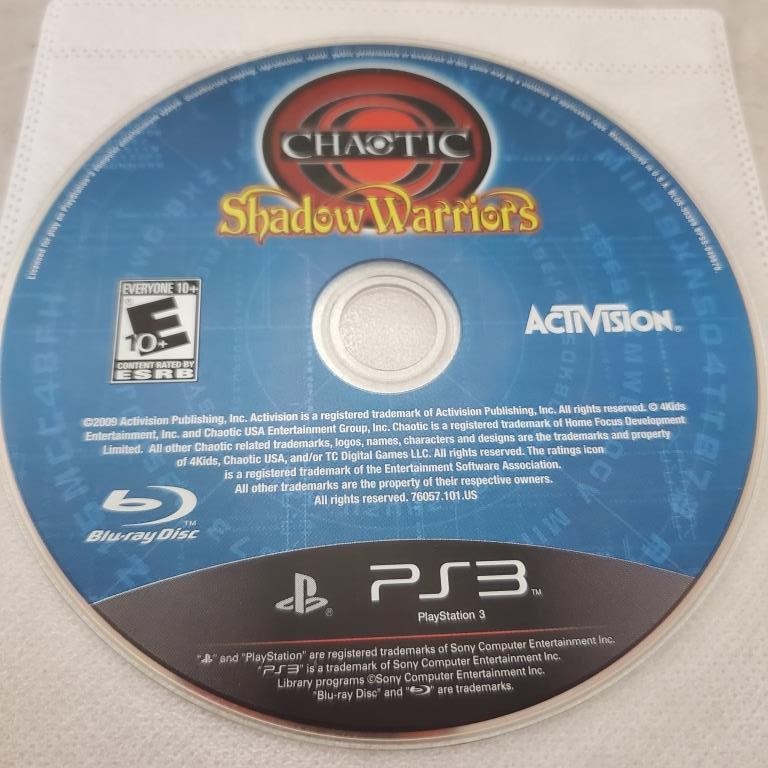 CHAOTIC
Shadow Warriors
EVERYONE 10+
E
10+
CONTENT RATED BY
ESRB
ACTIVISION®
©2009 Activision Publishing, Inc. Activision is a registered trademark of Activision Publishing, Inc. All rights reserved. © 4Kids
Entertainment, Inc. and Chaotic USA Entertainment Group, Inc. Chaotic is a registered trademark of Home Focus Development
Limited. All other Chaotic related trademarks, logos, names, characters and designs are the trademarks and property
of 4Kids, Chaotic USA, and/or TC Digital Games LLC. All rights reserved. The ratings icon
is a registered trademark of the Entertainment Software Association.
All other trademarks are the property of their respective owners.
All rights reserved. 76057.101.US
Blu-ray Disc™
PS3™
PlayStation 3
" " and "PlayStation" are registered trademarks of Sony Computer Entertainment Inc.
"PS3" is a trademark of Sony Computer Entertainment Inc.
Library programs ©Sony Computer Entertainment Inc.
"Blu-ray Disc" and " " are trademarks.